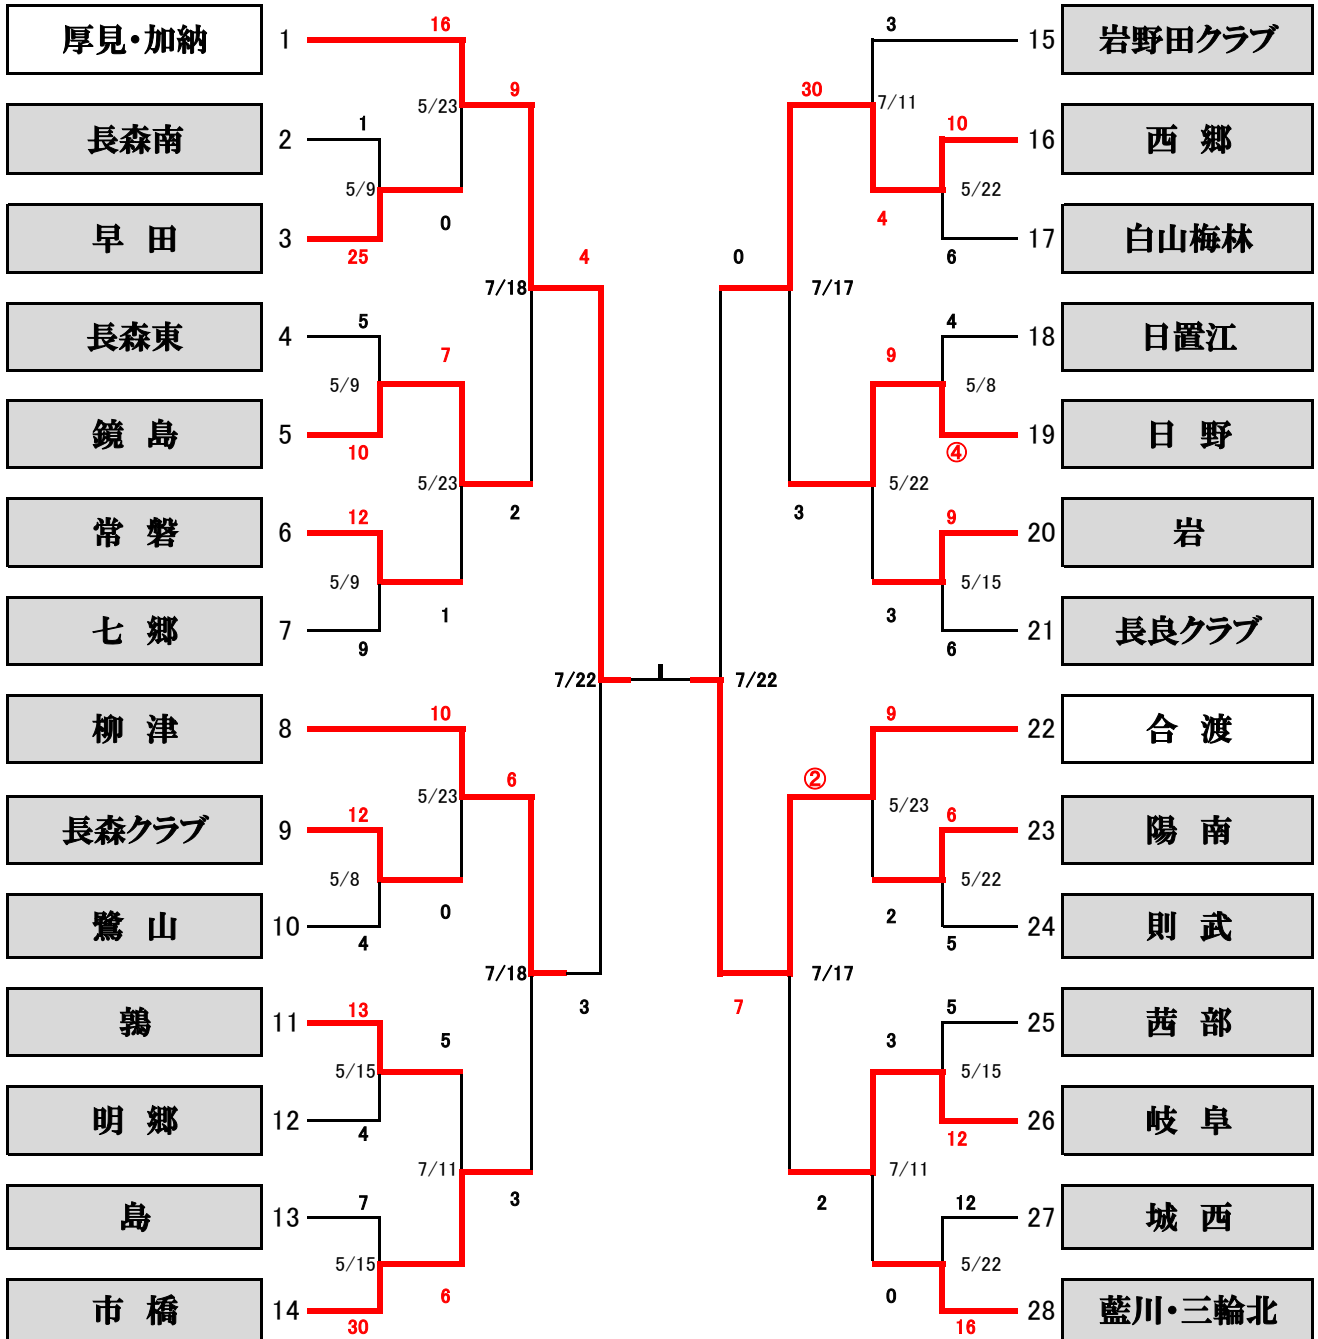 厚見・加納 1 16 3 15 岩野田クラブ
5/23 9 30 7/11
長森南 2 1 10 16 西 郷
5/9 5/22
早 田 3 25 0 4 0 4 6 17 白山梅林
7/18 7/17
長森東 4 5 7 9 4 18 日置江
5/9 5/8
鏡 島 5 10 ④ 19 日 野
5/23 2 3 5/22
常 磐 6 12 9 20 岩
5/9 1 3 5/15
七 郷 7 9 6 21 長良クラブ
7/22 7/22
柳 津 8 10 9 22 合 渡
5/23 6 ② 5/23
長森クラブ 9 12 6 23 陽 南
5/8 0 2 5/22
鷺 山 10 4 5 24 則 武
7/18 3 7 7/17
鶉 11 13 5 3 5 25 茜 部
5/15 5/15
明 郷 12 4 12 26 岐 阜
7/11 3 2 7/11
島 13 7 12 27 城 西
5/15 5/22
市 橋 14 30 6 0 16 28 藍川・三輪北